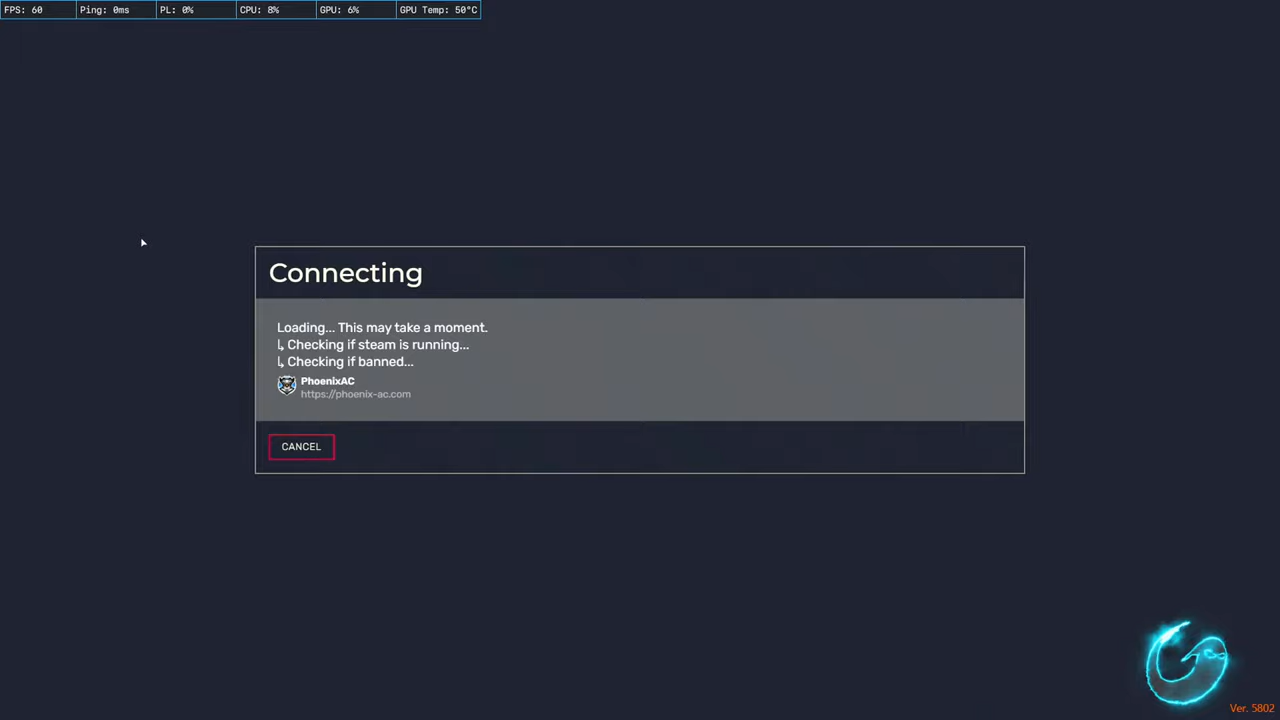 FPS: 60 Ping: 0ms PL: 0% CPU: 8% GPU: 6% GPU Temp: 50°C
Connecting
Loading... This may take a moment.
↳ Checking if steam is running...
↳ Checking if banned...
PhoenixAC
https://phoenix-ac.com
CANCEL
Ver. 5802